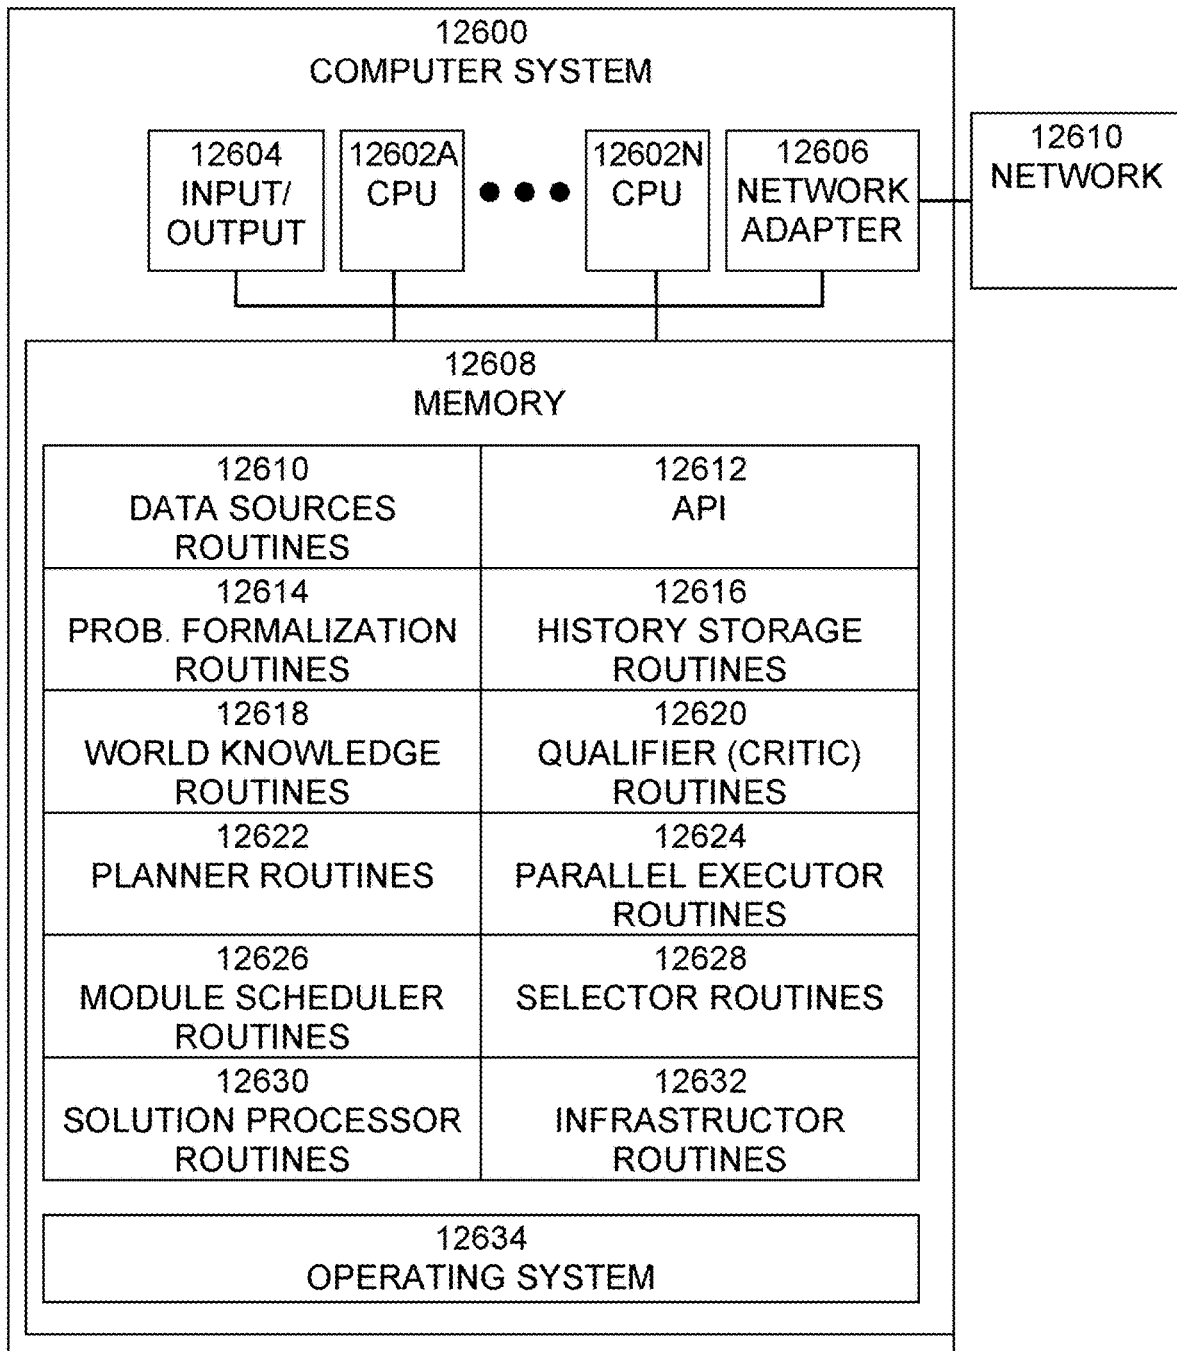 12600
COMPUTER SYSTEM
12604
INPUT/
OUTPUT
12602A
CPU
12602N
CPU
12606
NETWORK
ADAPTER
12610
NETWORK
12608
MEMORY
12610
DATA SOURCES
ROUTINES
12612
API
12614
PROB. FORMALIZATION
ROUTINES
12616
HISTORY STORAGE
ROUTINES
12618
WORLD KNOWLEDGE
ROUTINES
12620
QUALIFIER (CRITIC)
ROUTINES
12622
PLANNER ROUTINES
12624
PARALLEL EXECUTOR
ROUTINES
12626
MODULE SCHEDULER
ROUTINES
12628
SELECTOR ROUTINES
12630
SOLUTION PROCESSOR
ROUTINES
12632
INFRASTRUCTOR
ROUTINES
12634
OPERATING SYSTEM